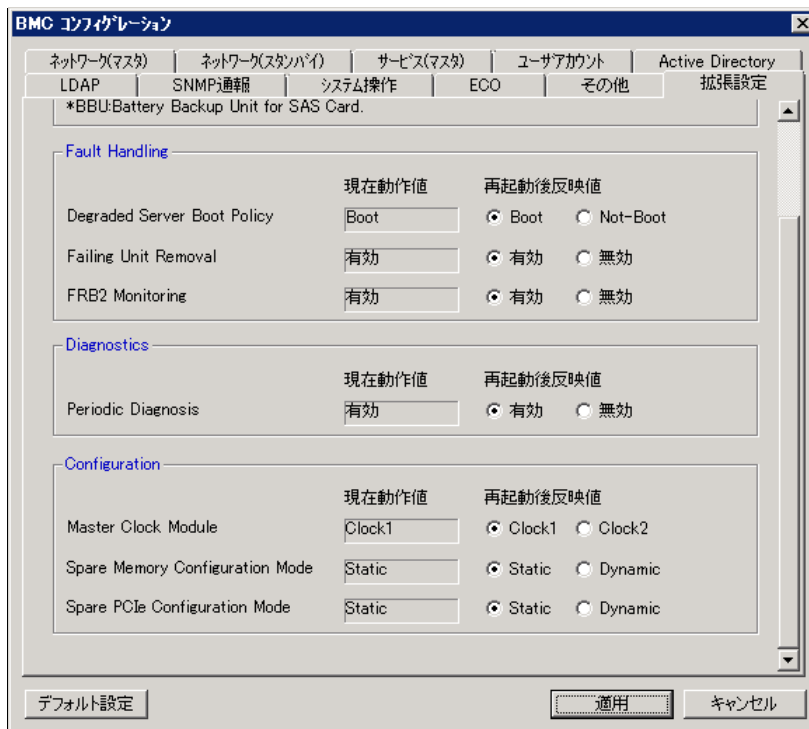 BMC コンフィグレーション
ネットワーク(マスタ) ネットワーク(スタンバイ) サービス(マスタ) ユーザアカウント Active Directory
LDAP SNMP通報 システム操作 ECO その他 拡張設定
*BBU:Battery Backup Unit for SAS Card.
Fault Handling
現在動作値 再起動後反映値
Degraded Server Boot Policy Boot Boot Not-Boot
Failing Unit Removal 有効 有効 無効
FRB2 Monitoring 有効 有効 無効
Diagnostics
現在動作値 再起動後反映値
Periodic Diagnosis 有効 有効 無効
Configuration
現在動作値 再起動後反映値
Master Clock Module Clock1 Clock1 Clock2
Spare Memory Configuration Mode Static Static Dynamic
Spare PCIe Configuration Mode Static Static Dynamic
デフォルト設定 適用 キャンセル